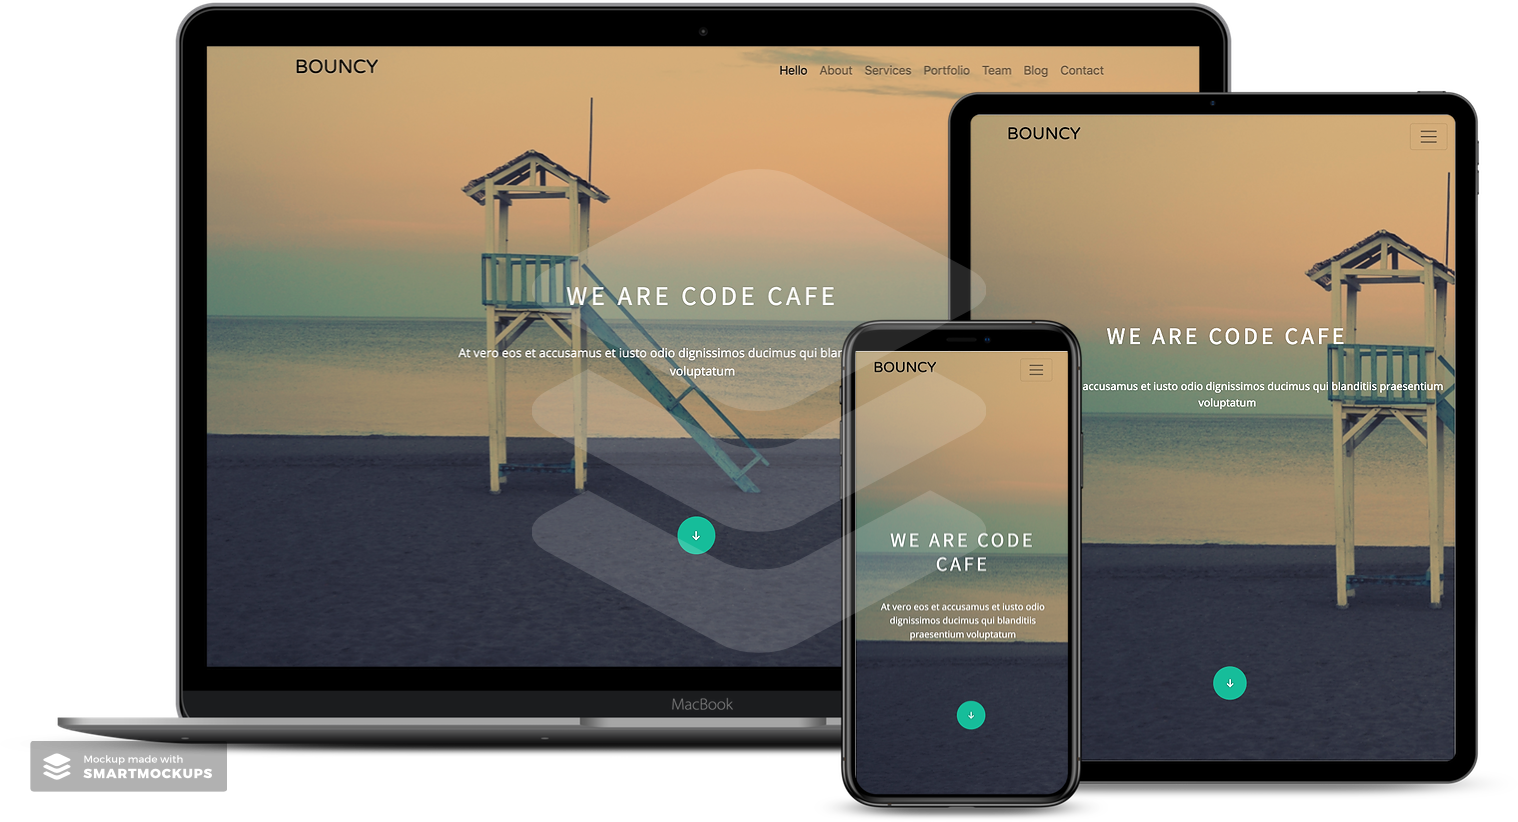 BOUNCY
Hello About Services Portfolio Team Blog Contact
WE ARE CODE CAFE
At vero eos et accusamus et iusto odio dignissimos ducimus qui
voluptatum
MacBook
BOUNCY
WE ARE CODE CAFE
accusamus et iusto odio dignissimos ducimus qui blanditiis praesentium
voluptatum
BOUNCY
WE ARE CODE
CAFE
At vero eos et accusamus et iusto odio
dignissimos ducimus qui blanditiis
praesentium voluptatum
Mockup made with
SMARTMOCKUPS